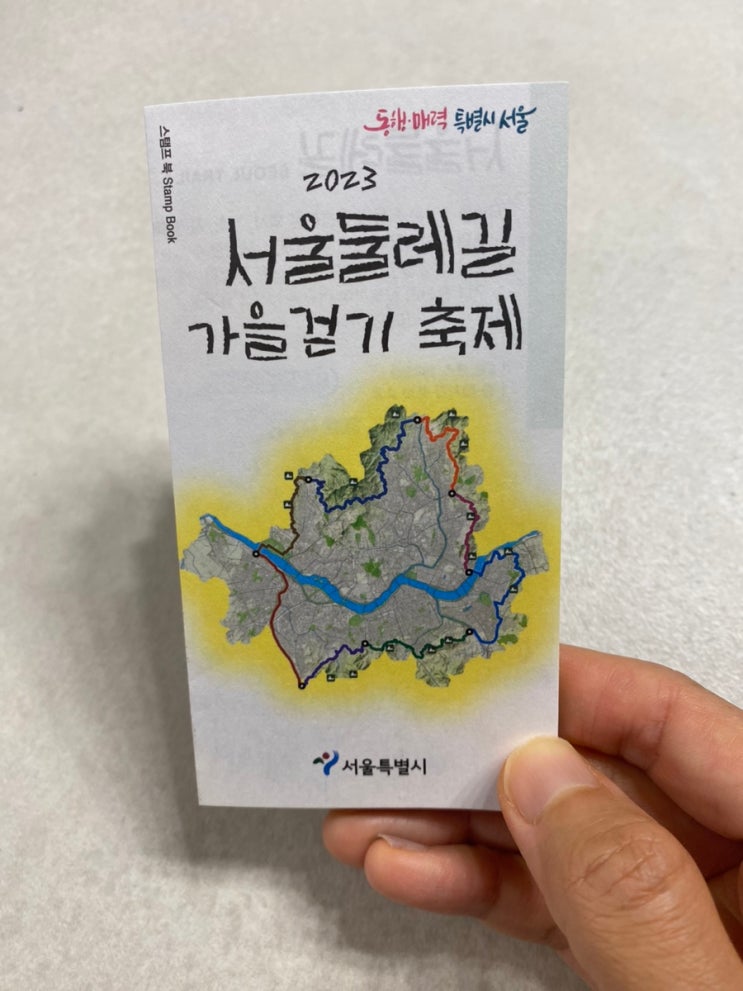 동행·매력 특별시 서울
스탬프 북 Stamp Book
2023
서울둘레길
가을걷기 축제
서울특별시